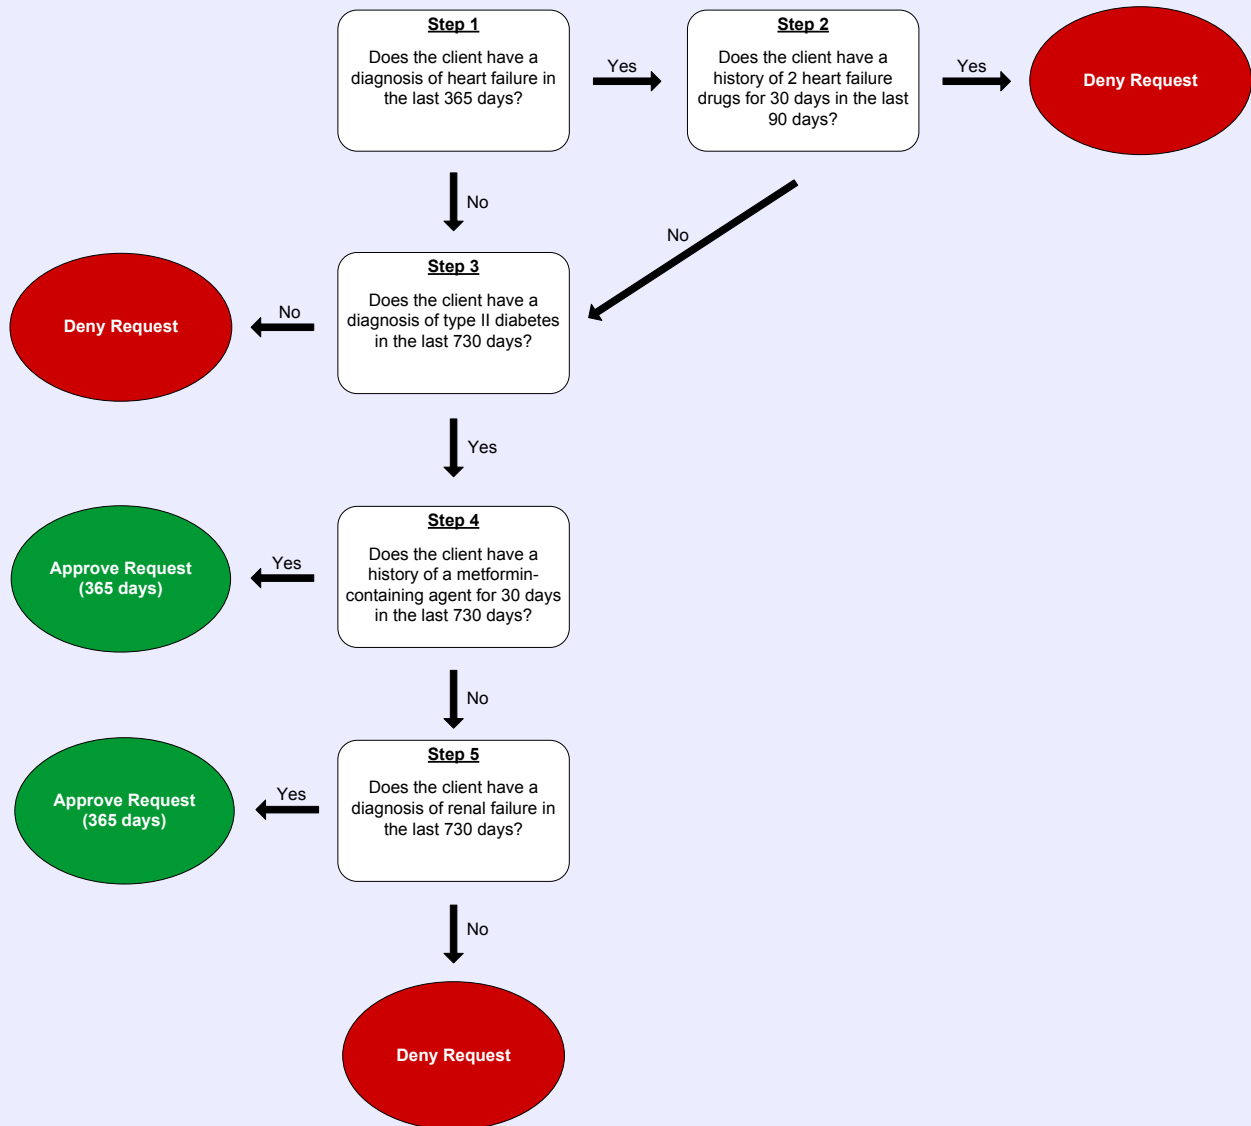 Step 1
Does the client have a
diagnosis of heart failure in
the last 365 days?
Yes
Step 2
Does the client have a
history of 2 heart failure
drugs for 30 days in the last
90 days?
Yes
Deny Request
No
No
Step 3
Does the client have a
diagnosis of type II diabetes
in the last 730 days?
No
Deny Request
Yes
Step 4
Does the client have a
history of a metformin-
containing agent for 30 days
in the last 730 days?
Yes
Approve Request
(365 days)
No
Step 5
Does the client have a
diagnosis of renal failure in
the last 730 days?
Yes
Approve Request
(365 days)
No
Deny Request